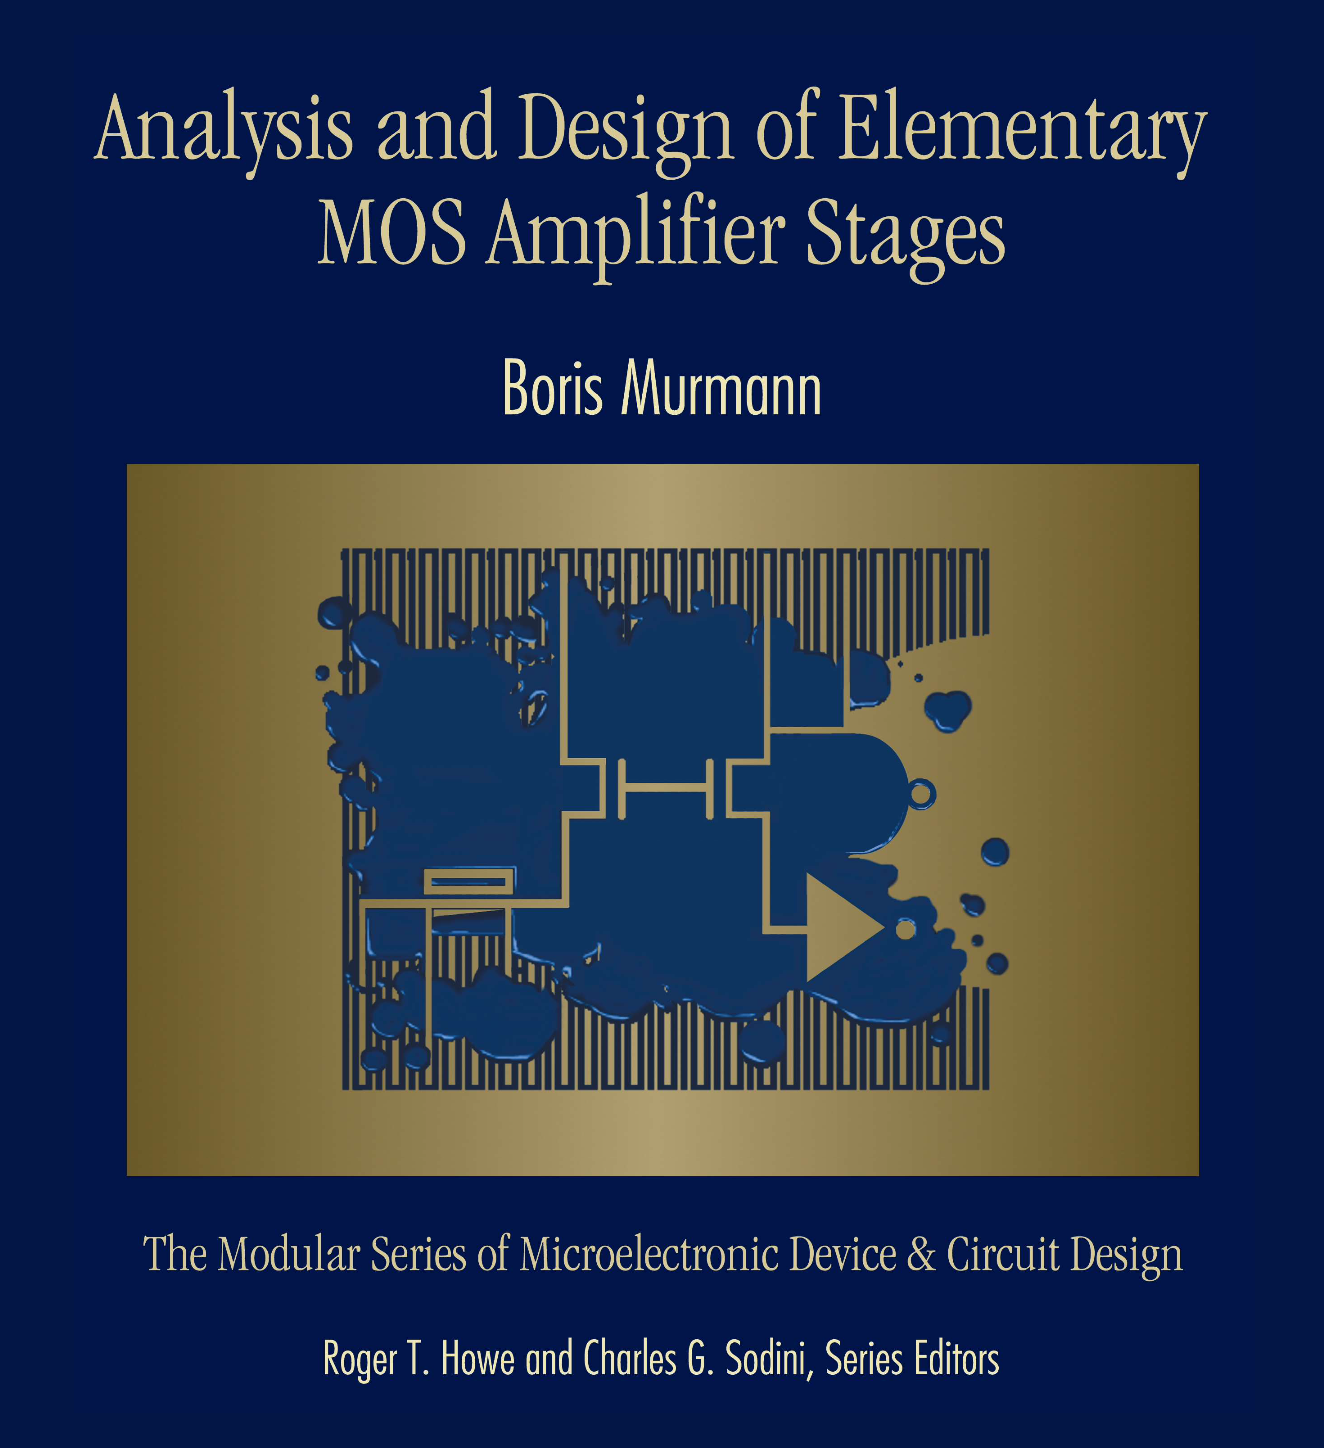 Analysis and Design of Elementary
MOS Amplifier Stages
Boris Murmann
The Modular Series of Microelectronic Device & Circuit Design
Roger T. Howe and Charles G. Sodini, Series Editors